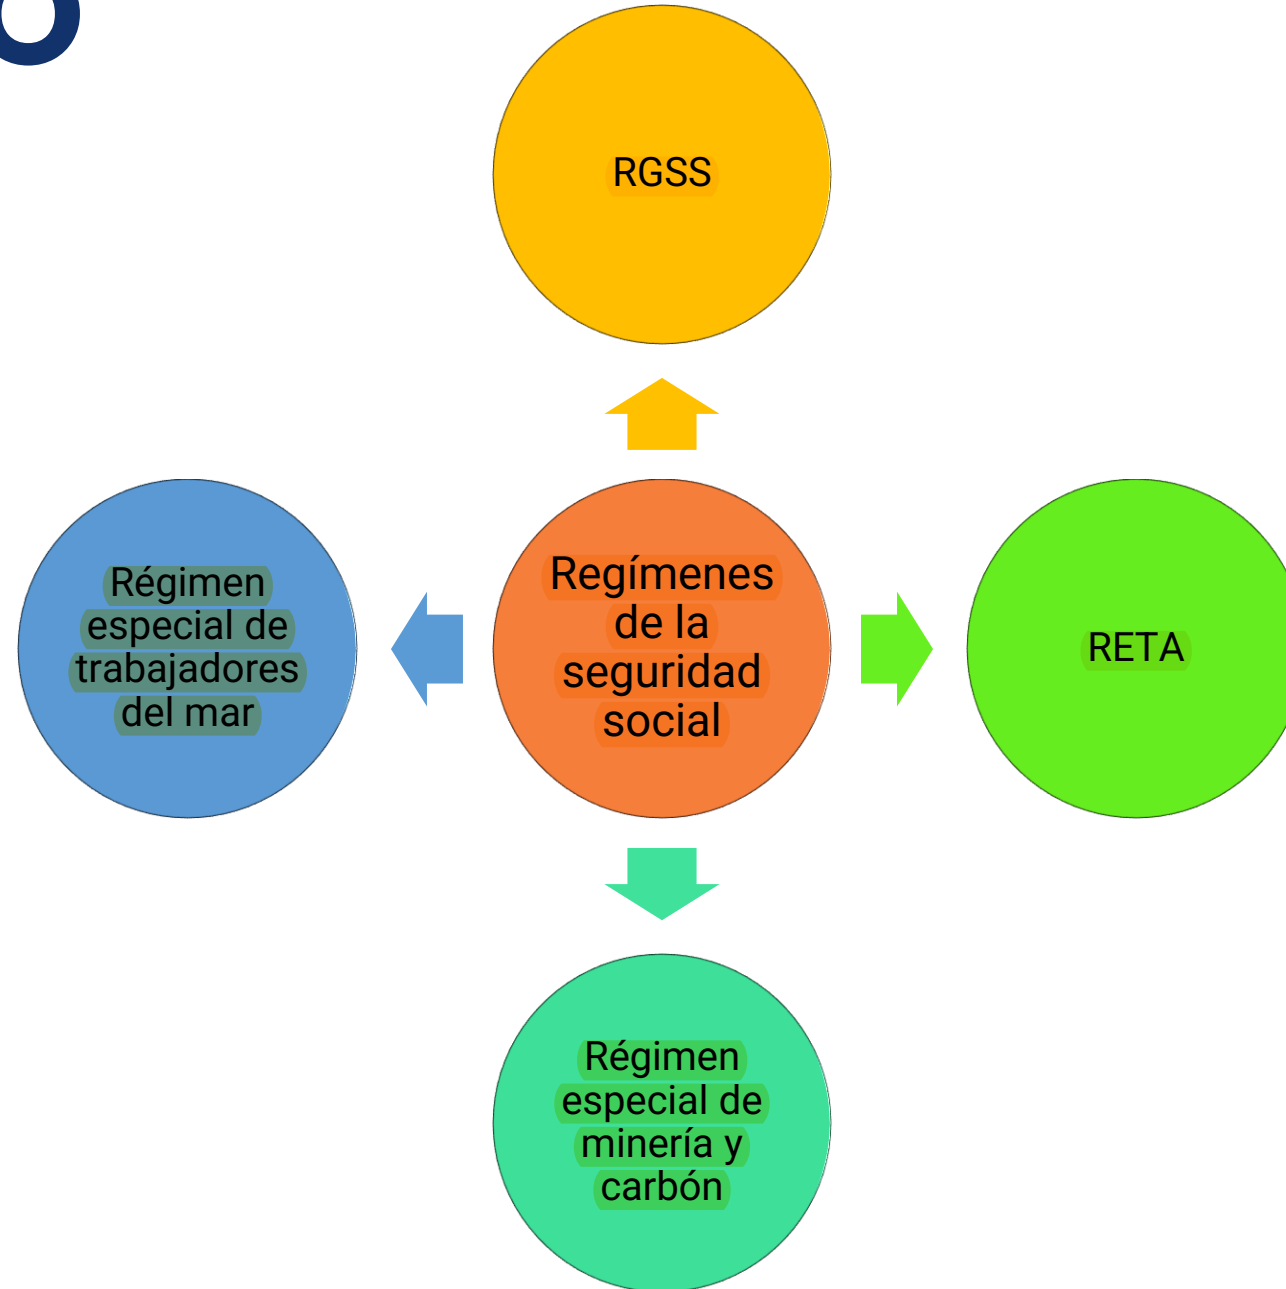 RGSS
Régimen
especial de
trabajadores
del mar
Regímenes
de la
seguridad
social
RETA
Régimen
especial de
minería y
carbón